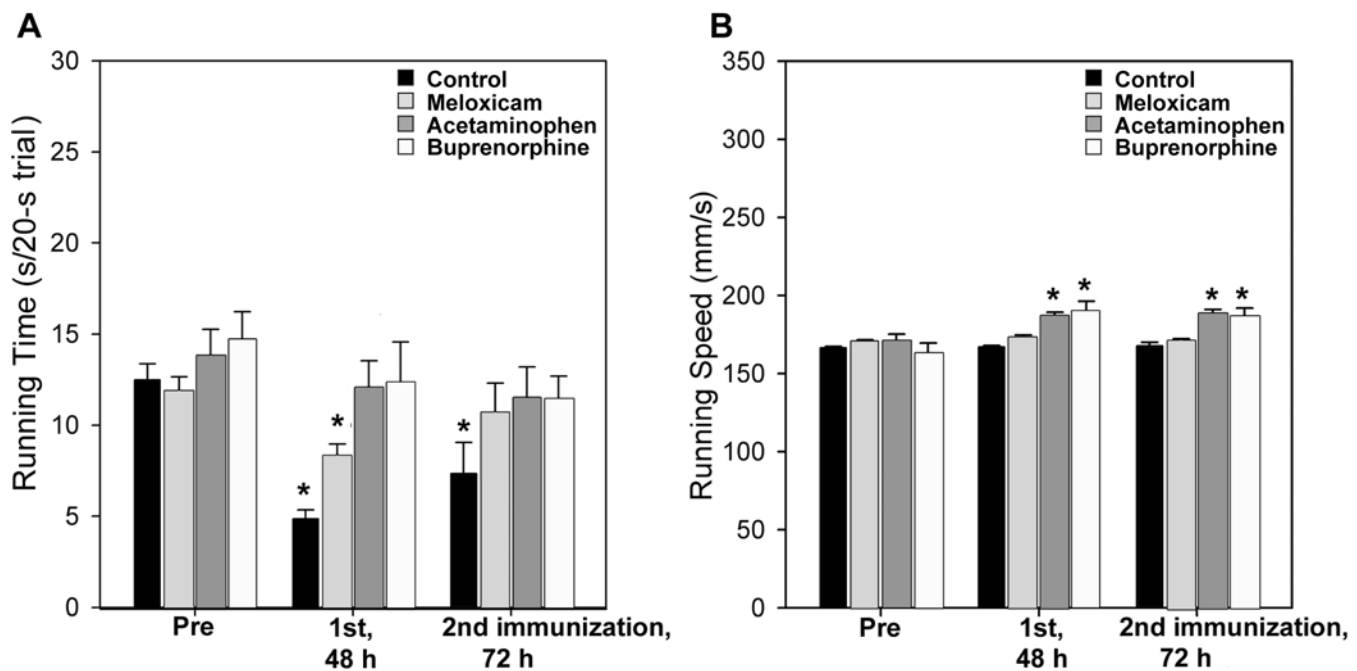 A
Running Time (s/20-s trial)
30
25
20
15
10
5
0
Control
Meloxicam
Acetaminophen
Buprenorphine
*
*
*
Pre
1st,
48 h
2nd immunization,
72 h
B
Running Speed (mm/s)
350
300
250
200
150
100
50
0
Control
Meloxicam
Acetaminophen
Buprenorphine
*
*
*
*
Pre
1st,
48 h
2nd immunization,
72 h